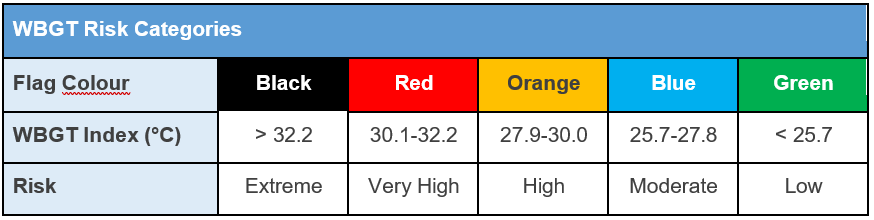 WBGT Risk Categories
Flag Colour Black Red Orange Blue Green
WBGT Index (°C) > 32.2 30.1-32.2 27.9-30.0 25.7-27.8 < 25.7
Risk Extreme Very High High Moderate Low